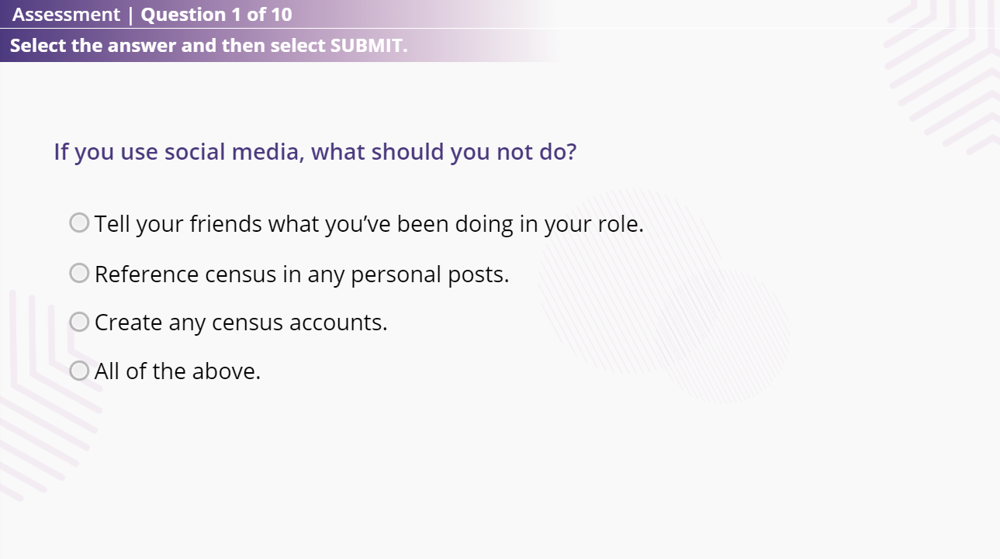 Assessment | Question 1 of 10
Select the answer and then select SUBMIT.
If you use social media, what should you not do?
Tell your friends what you’ve been doing in your role.
Reference census in any personal posts.
Create any census accounts.
All of the above.